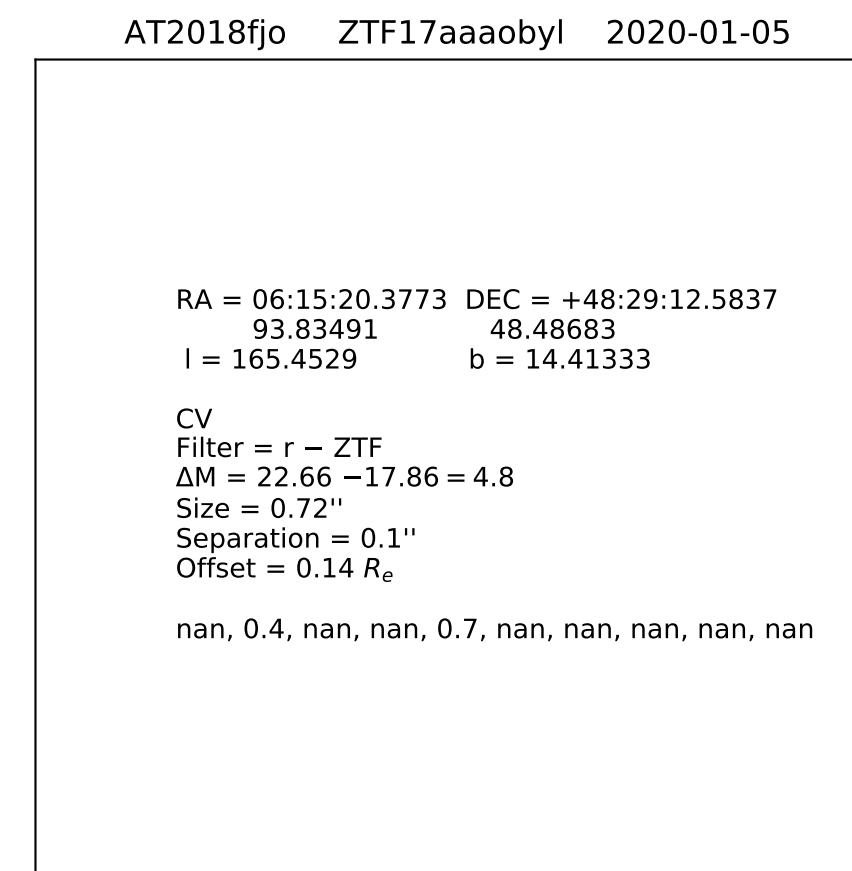 AT2018fjo ZTF17aaaobyl 2020-01-05
RA = 06:15:20.3773 DEC = +48:29:12.5837
93.83491 48.48683
l = 165.4529 b = 14.41333
CV
Filter = r − ZTF
ΔM = 22.66 −17.86 = 4.8
Size = 0.72''
Separation = 0.1''
Offset = 0.14 Rₑ
nan, 0.4, nan, nan, 0.7, nan, nan, nan, nan, nan